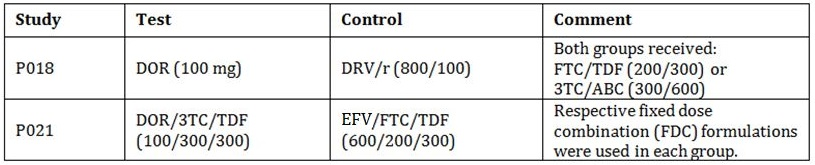 Study Test Control Comment
P018 DOR (100 mg) DRV/r (800/100) Both groups received:
FTC/TDF (200/300) or
3TC/ABC (300/600)
P021 DOR/3TC/TDF EFV/FTC/TDF Respective fixed dose
(100/300/300) (600/200/300) combination (FDC) formulations
were used in each group.